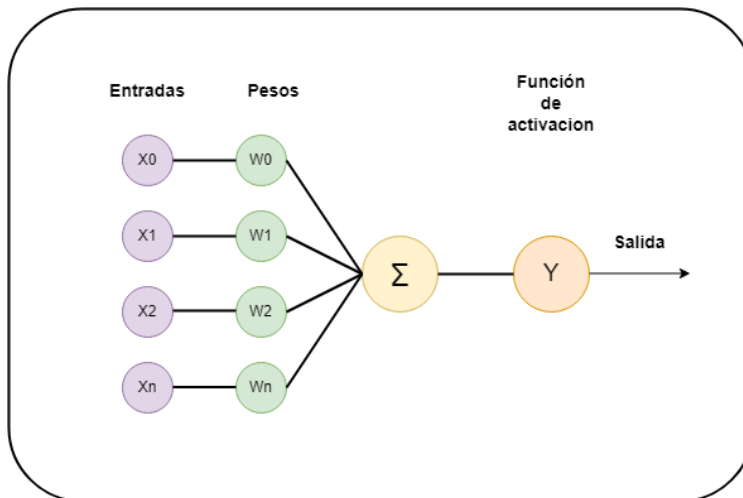 Entradas
Pesos
Función
de
activacion
X0
W0
X1
W1
Σ
Y
Salida
X2
W2
Xn
Wn